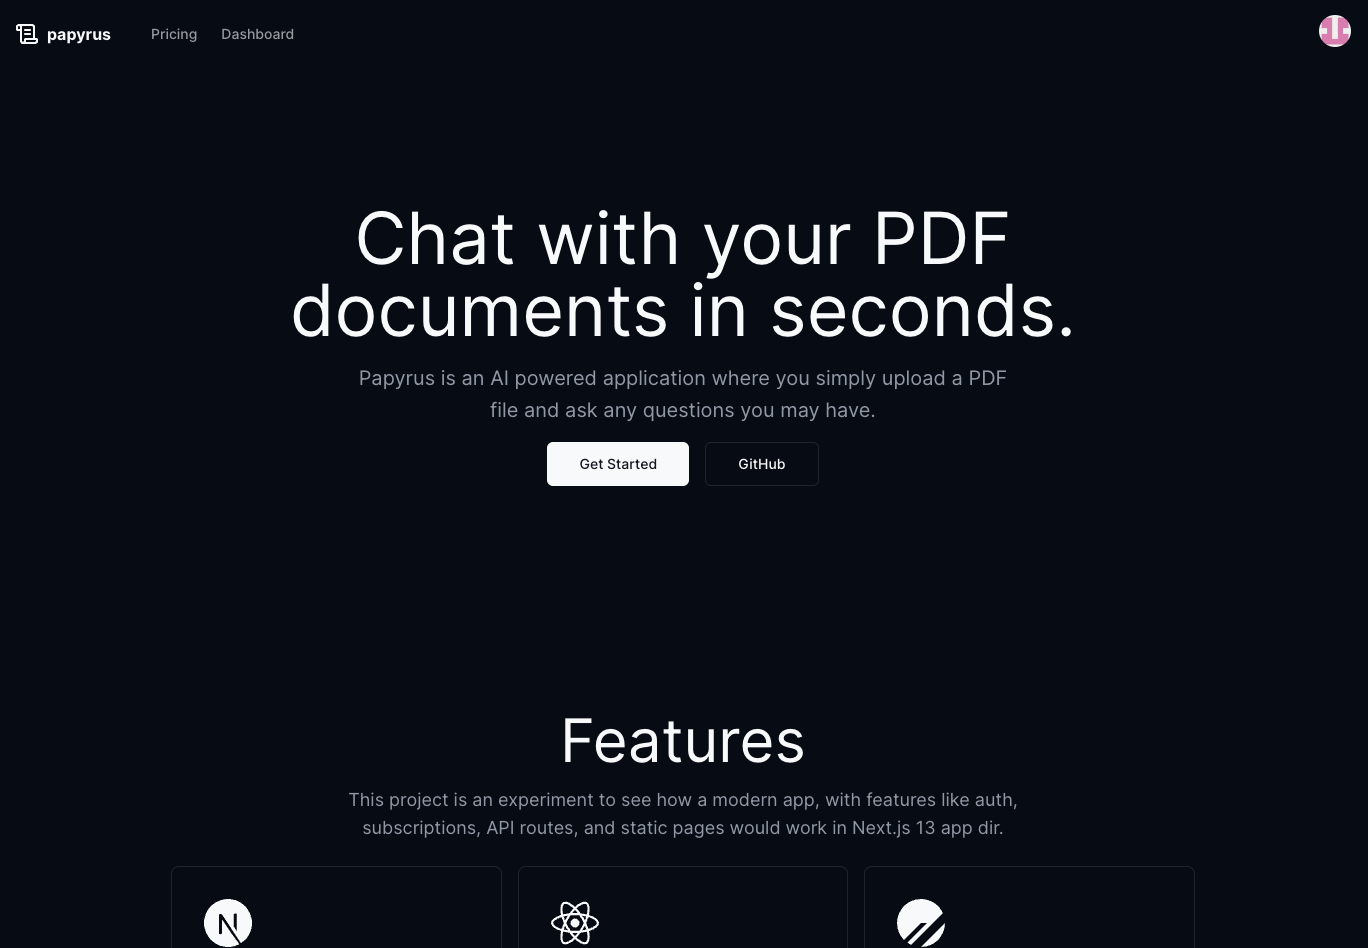 papyrus
Pricing
Dashboard
Chat with your PDF
documents in seconds.
Papyrus is an AI powered application where you simply upload a PDF
file and ask any questions you may have.
Get Started
GitHub
Features
This project is an experiment to see how a modern app, with features like auth,
subscriptions, API routes, and static pages would work in Next.js 13 app dir.